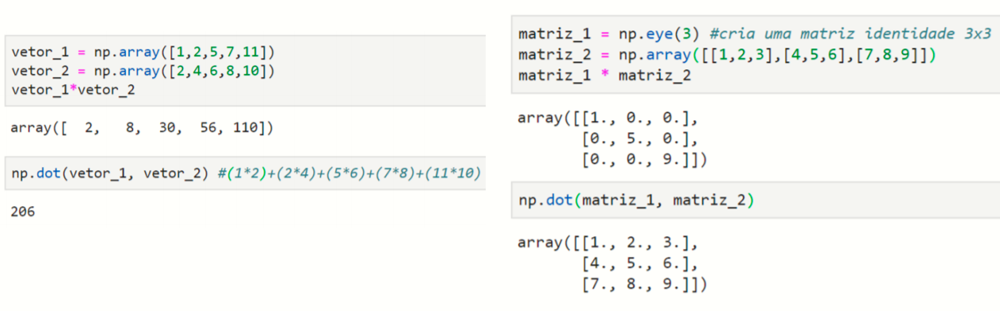 vetor_1 = np.array([1,2,5,7,11])
vetor_2 = np.array([2,4,6,8,10])
vetor_1*vetor_2
array([  2,   8,  30,  56, 110])
np.dot(vetor_1, vetor_2) #(1*2)+(2*4)+(5*6)+(7*8)+(11*10)
206
matriz_1 = np.eye(3) #cria uma matriz identidade 3x3
matriz_2 = np.array([[1,2,3],[4,5,6],[7,8,9]])
matriz_1 * matriz_2
array([[1., 0., 0.],
       [0., 5., 0.],
       [0., 0., 9.]])
np.dot(matriz_1, matriz_2)
array([[1., 2., 3.],
       [4., 5., 6.],
       [7., 8., 9.]])